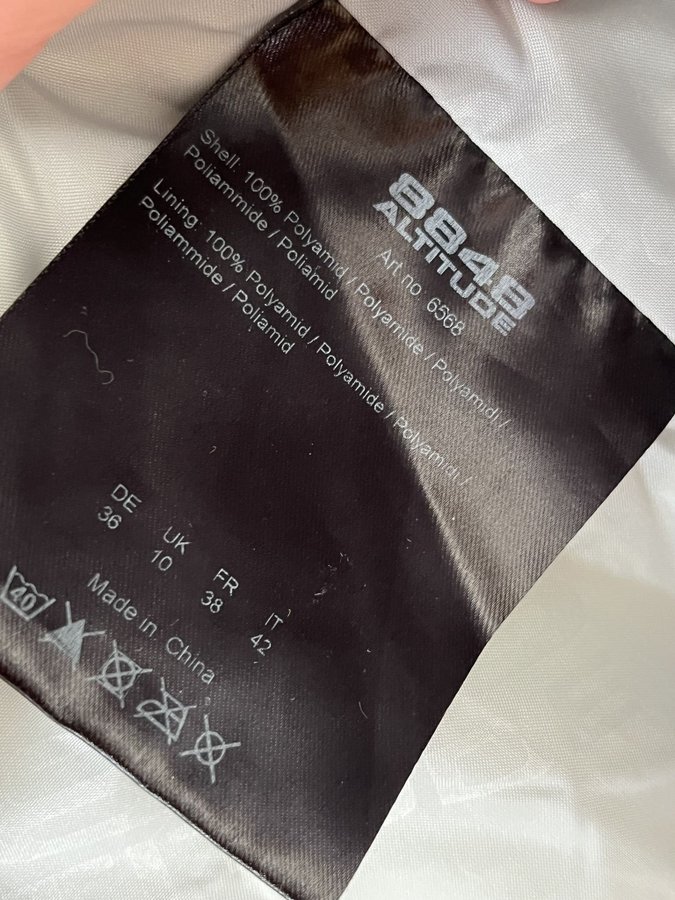 8848
ALTITUDE
Art no. 6568
Shell: 100% Polyamid / Polyamide / Polyamidi /
Poliammide / Poliamid
Lining: 100% Polyamid / Polyamide / Polyamidi /
Poliammide / Poliamid
DE UK FR IT
36 10 38 42
Made in China
40